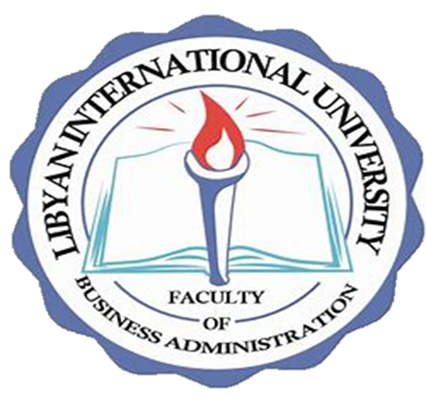 LIBYAN INTERNATIONAL UNIVERSITY
FACULTY
OF
BUSINESS ADMINISTRATION